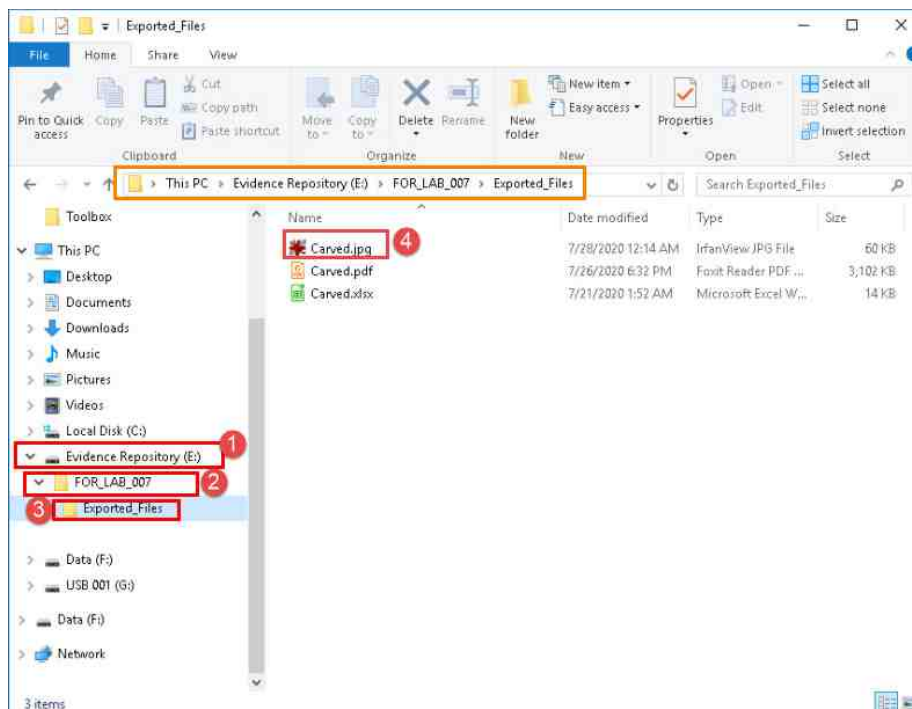 Exported_Files
File Home Share View
Pin to Quick access
Copy
Paste
Cut
Copy path
Paste shortcut
Clipboard
Move to
Copy to
Delete
Rename
Organize
New folder
New item
Easy access
New
Properties
Open
Edit
Open
Select all
Select none
Invert selection
Select
This PC > Evidence Repository (E:) > FOR_LAB_007 > Exported_Files
Search Exported_Files
Toolbox
This PC
Desktop
Documents
Downloads
Music
Pictures
Videos
Local Disk (C:)
Evidence Repository (E:) 1
FOR_LAB_007 2
3 Exported_Files
Data (F:)
USB 001 (G:)
Data (F:)
Network
Name Date modified Type Size
Carved.jpg 4 7/28/2020 12:14 AM IrfanView JPG File 60 KB
Carved.pdf 7/26/2020 6:32 PM Foxit Reader PDF ... 3,102 KB
Carved.xlsx 7/21/2020 1:52 AM Microsoft Excel W... 14 KB
3 items